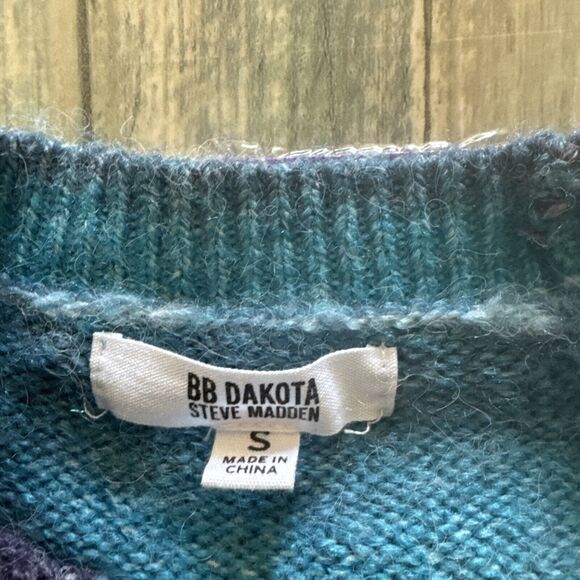 BB DAKOTA
STEVE MADDEN
S
MADE IN
CHINA